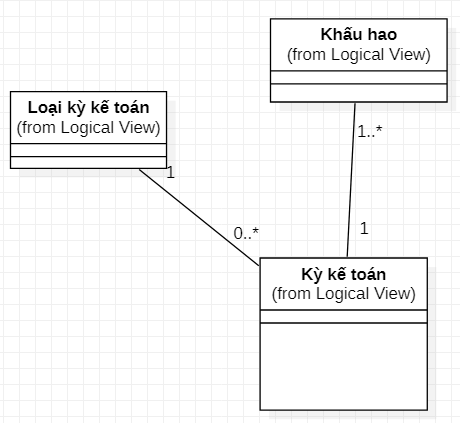 Khấu hao
(from Logical View)
Loại kỳ kế toán
(from Logical View)
1..*
1
0..*
1
Kỳ kế toán
(from Logical View)